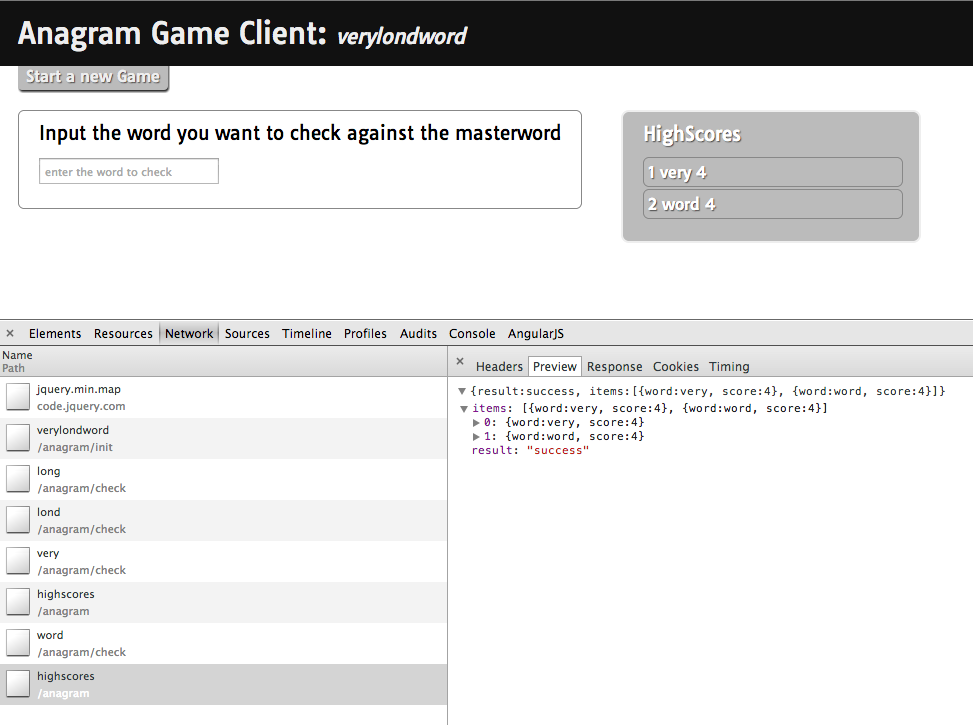 Anagram Game Client: verylondword
Start a new Game
Input the word you want to check against the masterword
enter the word to check
HighScores
1 very 4
2 word 4
× Elements Resources Network Sources Timeline Profiles Audits Console AngularJS
Name
Path
jquery.min.map
code.jquery.com
verylondword
/anagram/init
long
/anagram/check
lond
/anagram/check
very
/anagram/check
highscores
/anagram
word
/anagram/check
highscores
/anagram
× Headers Preview Response Cookies Timing
▼{result:success, items:[{word:very, score:4}, {word:word, score:4}]}
▼items: [{word:very, score:4}, {word:word, score:4}]
▶0: {word:very, score:4}
▶1: {word:word, score:4}
result: "success"